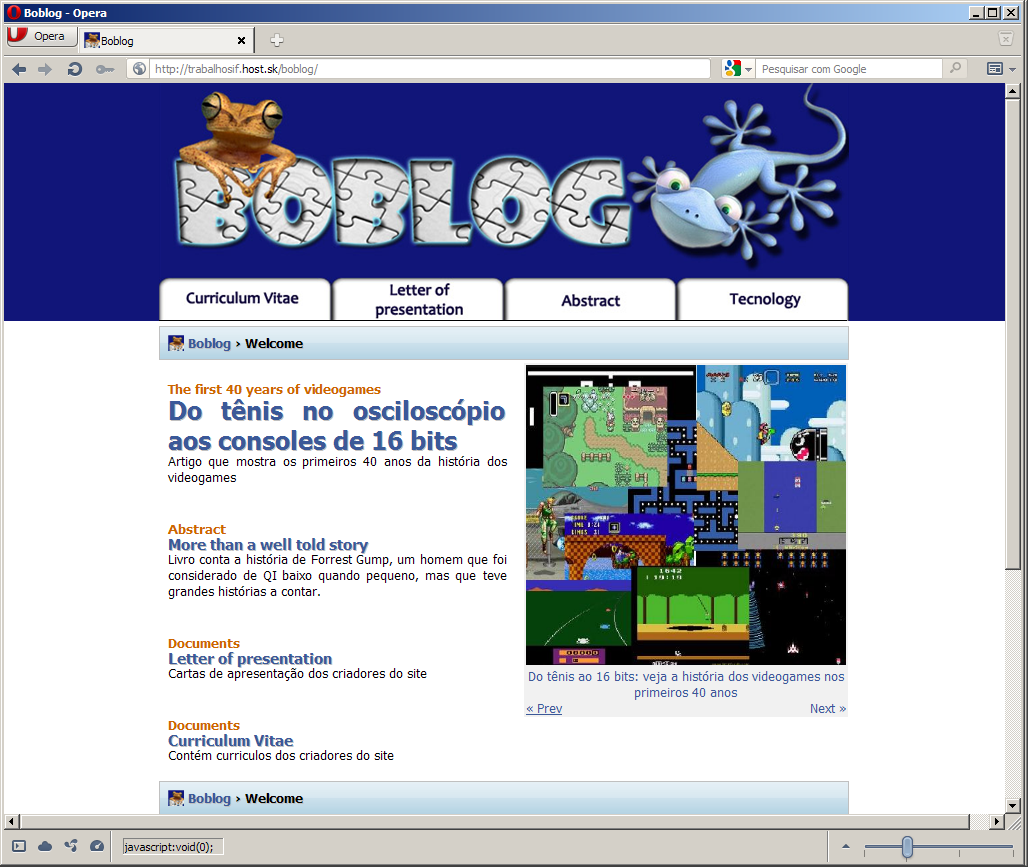 Boblog - Opera
Opera
Boblog
http://trabalhosif.host.sk/boblog/
Pesquisar com Google
BOBLOG
Curriculum Vitae
Letter of
presentation
Abstract
Tecnology
Boblog › Welcome
The first 40 years of videogames
Do tênis no osciloscópio
aos consoles de 16 bits
Artigo que mostra os primeiros 40 anos da história dos
videogames
Abstract
More than a well told story
Livro conta a história de Forrest Gump, um homem que foi
considerado de QI baixo quando pequeno, mas que teve
grandes histórias a contar.
Documents
Letter of presentation
Cartas de apresentação dos criadores do site
Documents
Curriculum Vitae
Contém curriculos dos criadores do site
1642
19:19
Do tênis ao 16 bits: veja a história dos videogames nos
primeiros 40 anos
« Prev
Next »
Boblog › Welcome
javascript:void(0);